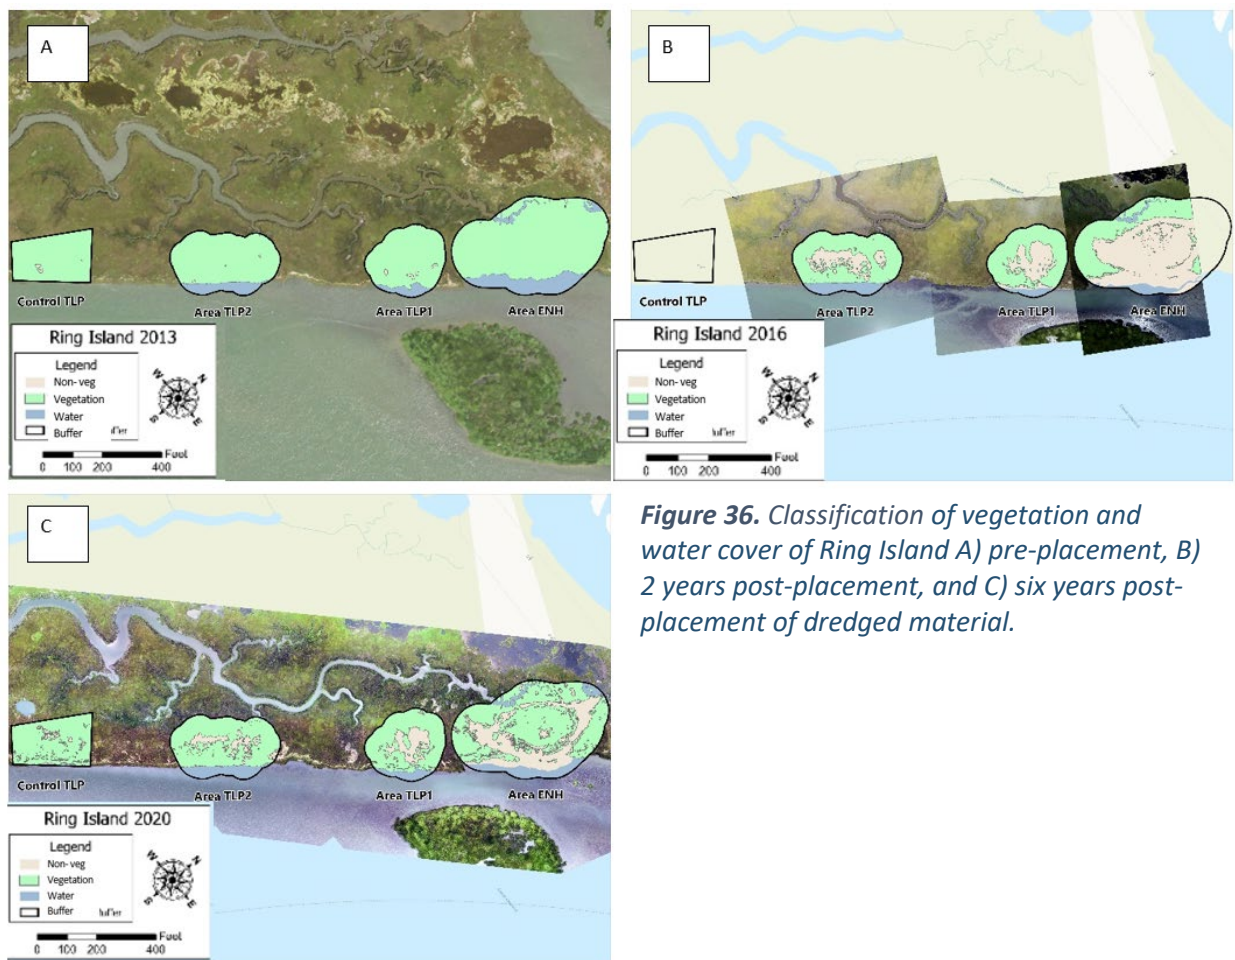 A
Control TLP
Area TLP2
Area TLP1
Area ENH
Ring Island 2013
Legend
Non-veg
Vegetation
Water
Buffer
W
N
S
E
Foot
0 100 200 400
B
Control TLP
Area TLP2
Area TLP1
Area ENH
Ring Island 2016
Legend
Non-veg
Vegetation
Water
Buffer
W
N
S
E
Foot
0 100 200 400
C
Control TLP
Area TLP2
Area TLP1
Area ENH
Ring Island 2020
Legend
Non-veg
Vegetation
Water
Buffer
W
N
S
E
Foot
0 100 200 400
Figure 36. Classification of vegetation and
water cover of Ring Island A) pre-placement, B)
2 years post-placement, and C) six years post-
placement of dredged material.